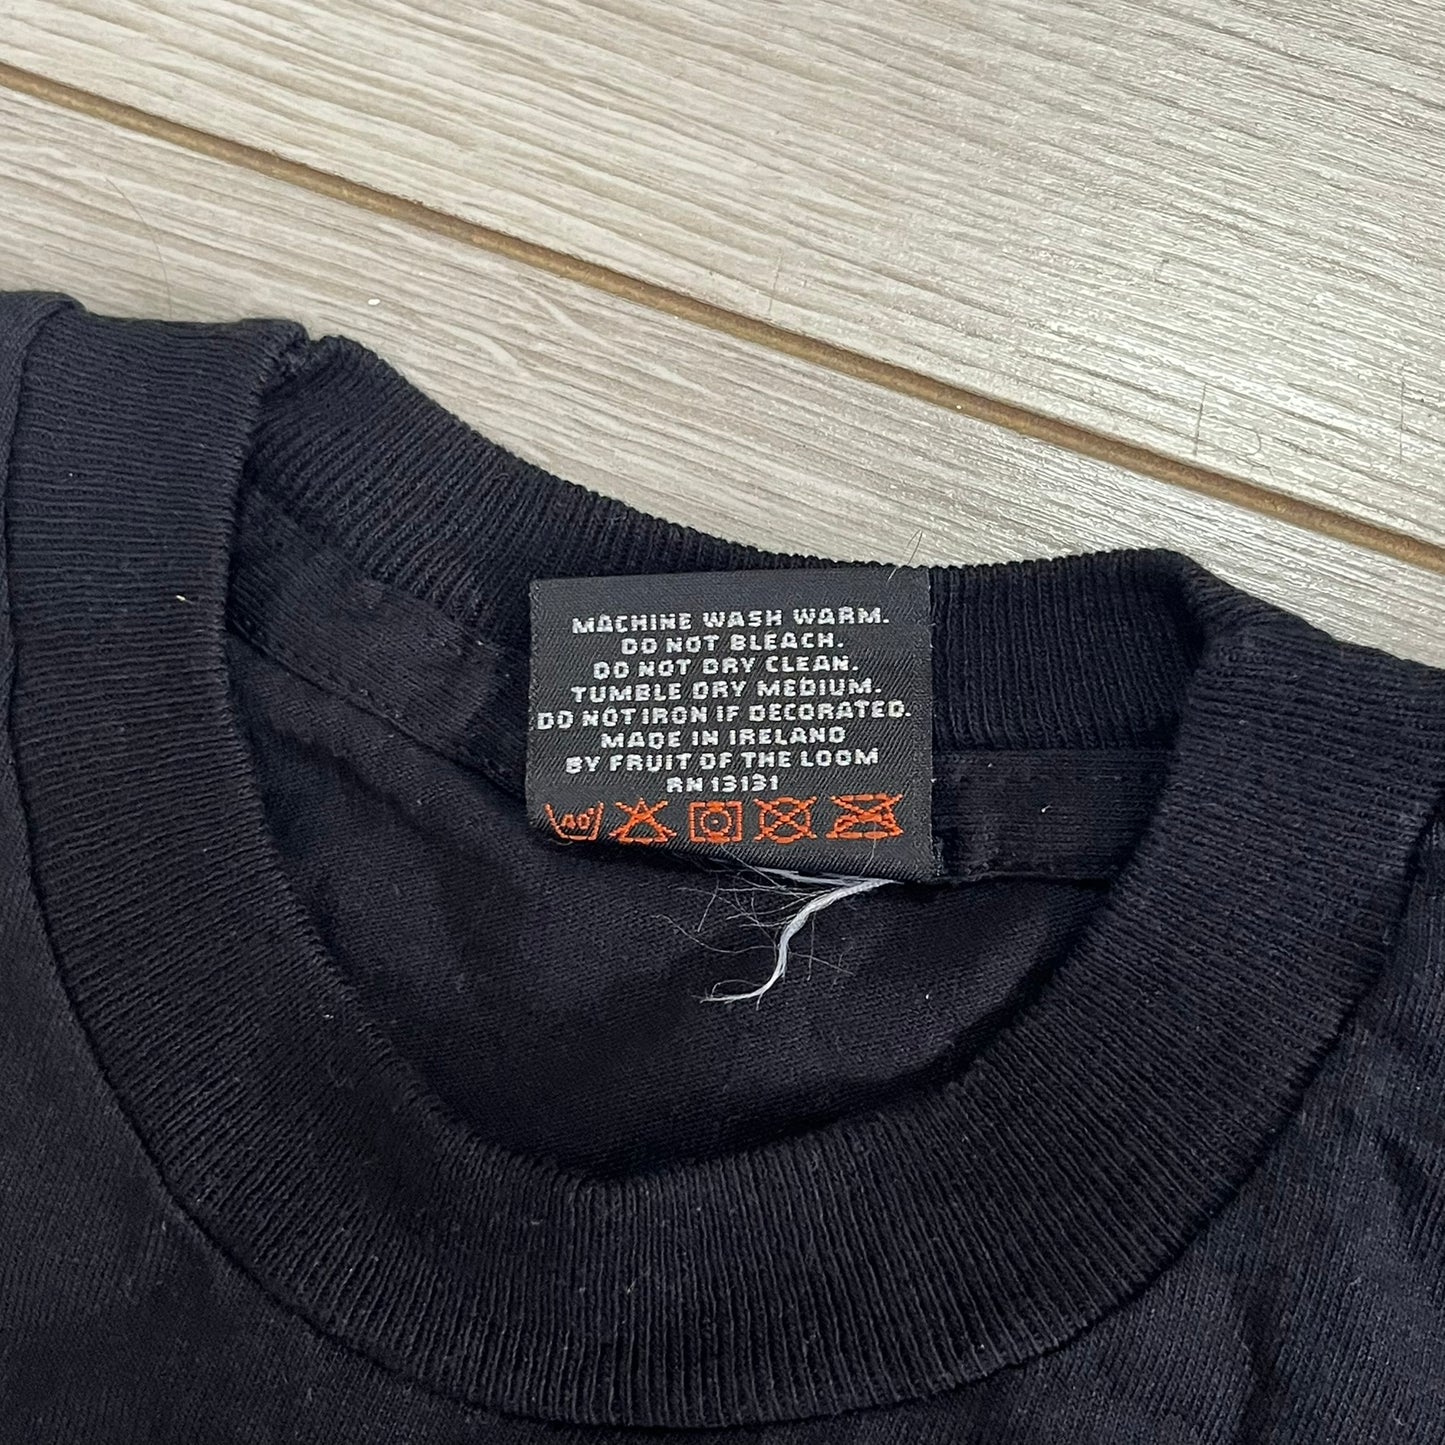 MACHINE WASH WARM.
DO NOT BLEACH.
DO NOT DRY CLEAN.
TUMBLE DRY MEDIUM.
DO NOT IRON IF DECORATED.
MADE IN IRELAND
BY FRUIT OF THE LOOM
RN 13131
40°